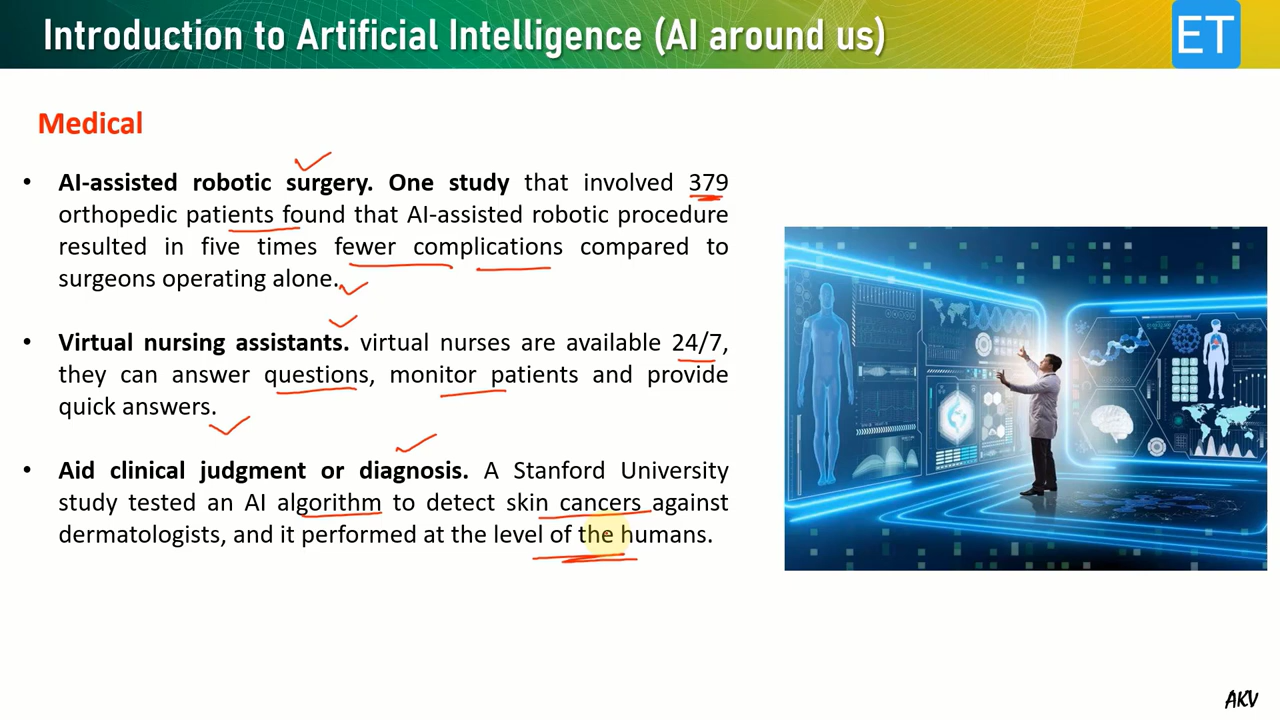 Introduction to Artificial Intelligence (AI around us)
ET
Medical
• AI-assisted robotic surgery. One study that involved 379
orthopedic patients found that AI-assisted robotic procedure
resulted in five times fewer complications compared to
surgeons operating alone.
• Virtual nursing assistants. virtual nurses are available 24/7,
they can answer questions, monitor patients and provide
quick answers.
• Aid clinical judgment or diagnosis. A Stanford University
study tested an AI algorithm to detect skin cancers against
dermatologists, and it performed at the level of the humans.
AKV